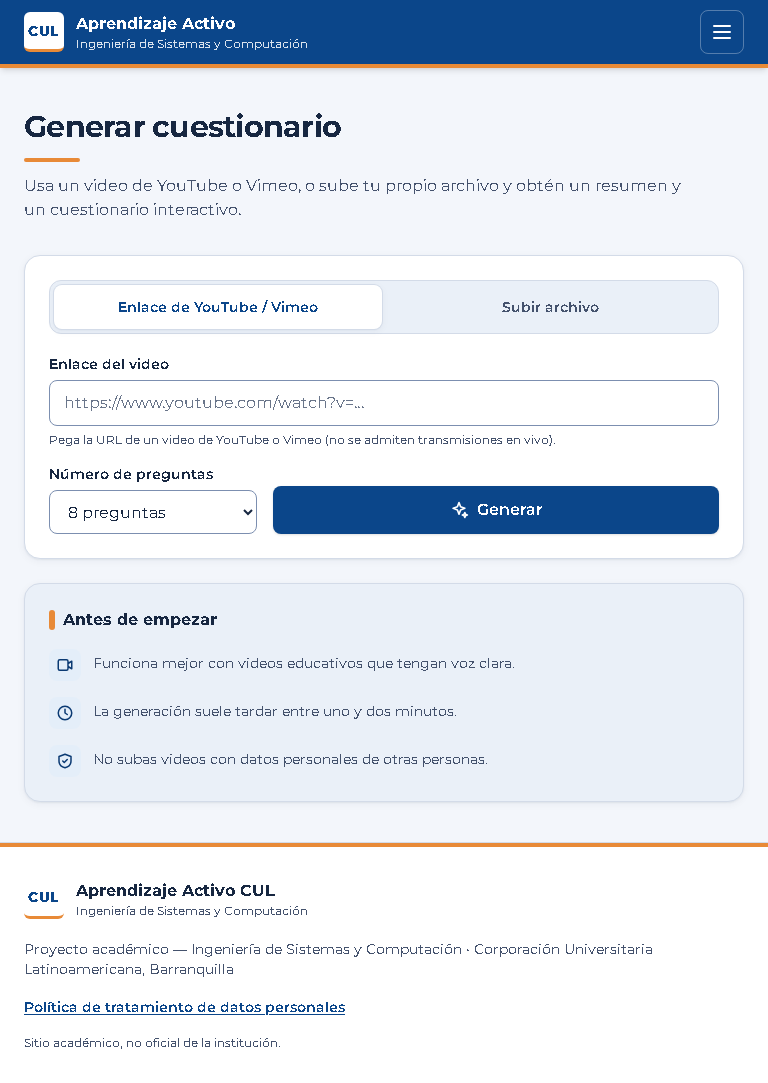 CUL
Aprendizaje Activo
Ingeniería de Sistemas y Computación
Generar cuestionario
Usa un video de YouTube o Vimeo, o sube tu propio archivo y obtén un resumen y
un cuestionario interactivo.
Enlace de YouTube / Vimeo
Subir archivo
Enlace del video
https://www.youtube.com/watch?v=...
Pega la URL de un video de YouTube o Vimeo (no se admiten transmisiones en vivo).
Número de preguntas
8 preguntas
Generar
Antes de empezar
Funciona mejor con videos educativos que tengan voz clara.
La generación suele tardar entre uno y dos minutos.
No subas videos con datos personales de otras personas.
CUL
Aprendizaje Activo CUL
Ingeniería de Sistemas y Computación
Proyecto académico — Ingeniería de Sistemas y Computación · Corporación Universitaria
Latinoamericana, Barranquilla
Política de tratamiento de datos personales
Sitio académico, no oficial de la institución.